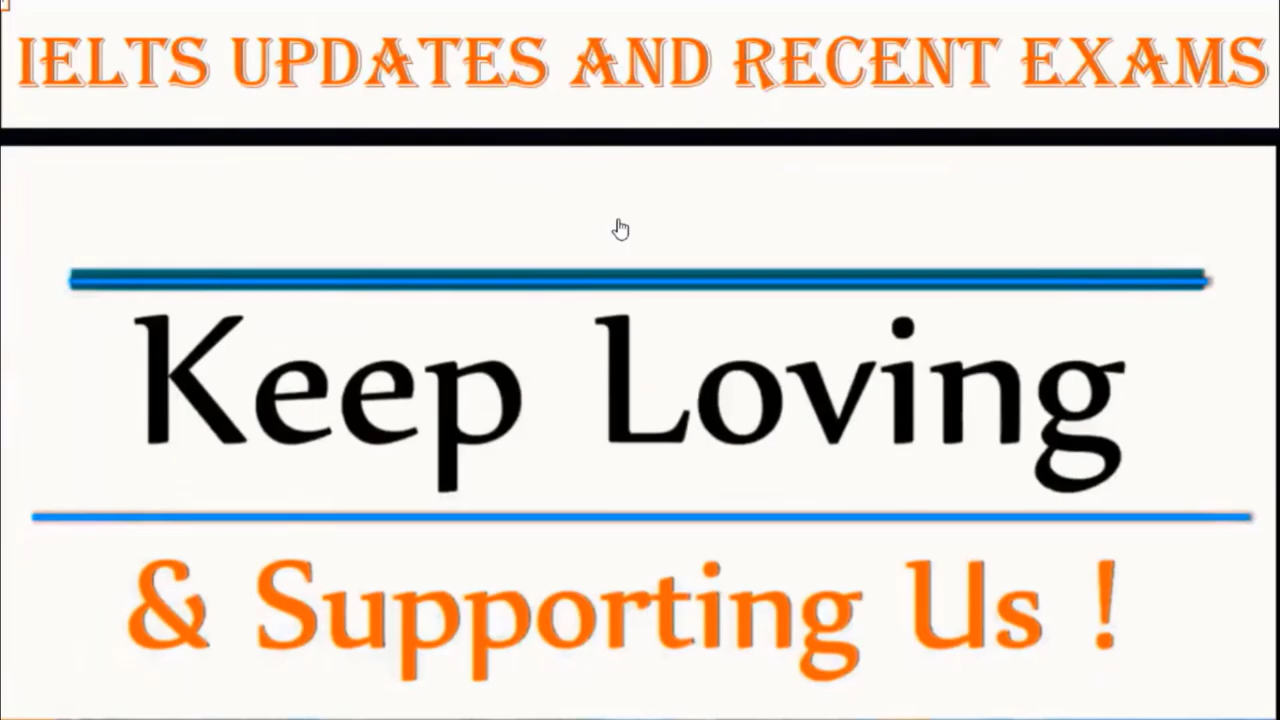 IELTS UPDATES AND RECENT EXAMS
Keep Loving
& Supporting Us !